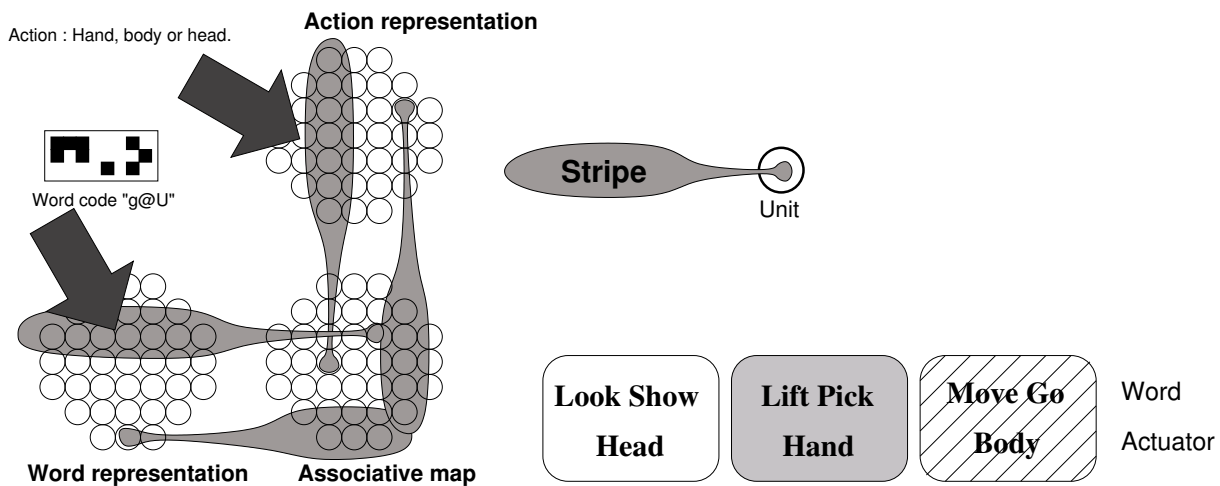 Action representation
Action : Hand, body or head.
Word code "g@U"
Stripe
Unit
Word representation
Associative map
Look Show
Head
Lift Pick
Hand
Move Go
Body
Word
Actuator